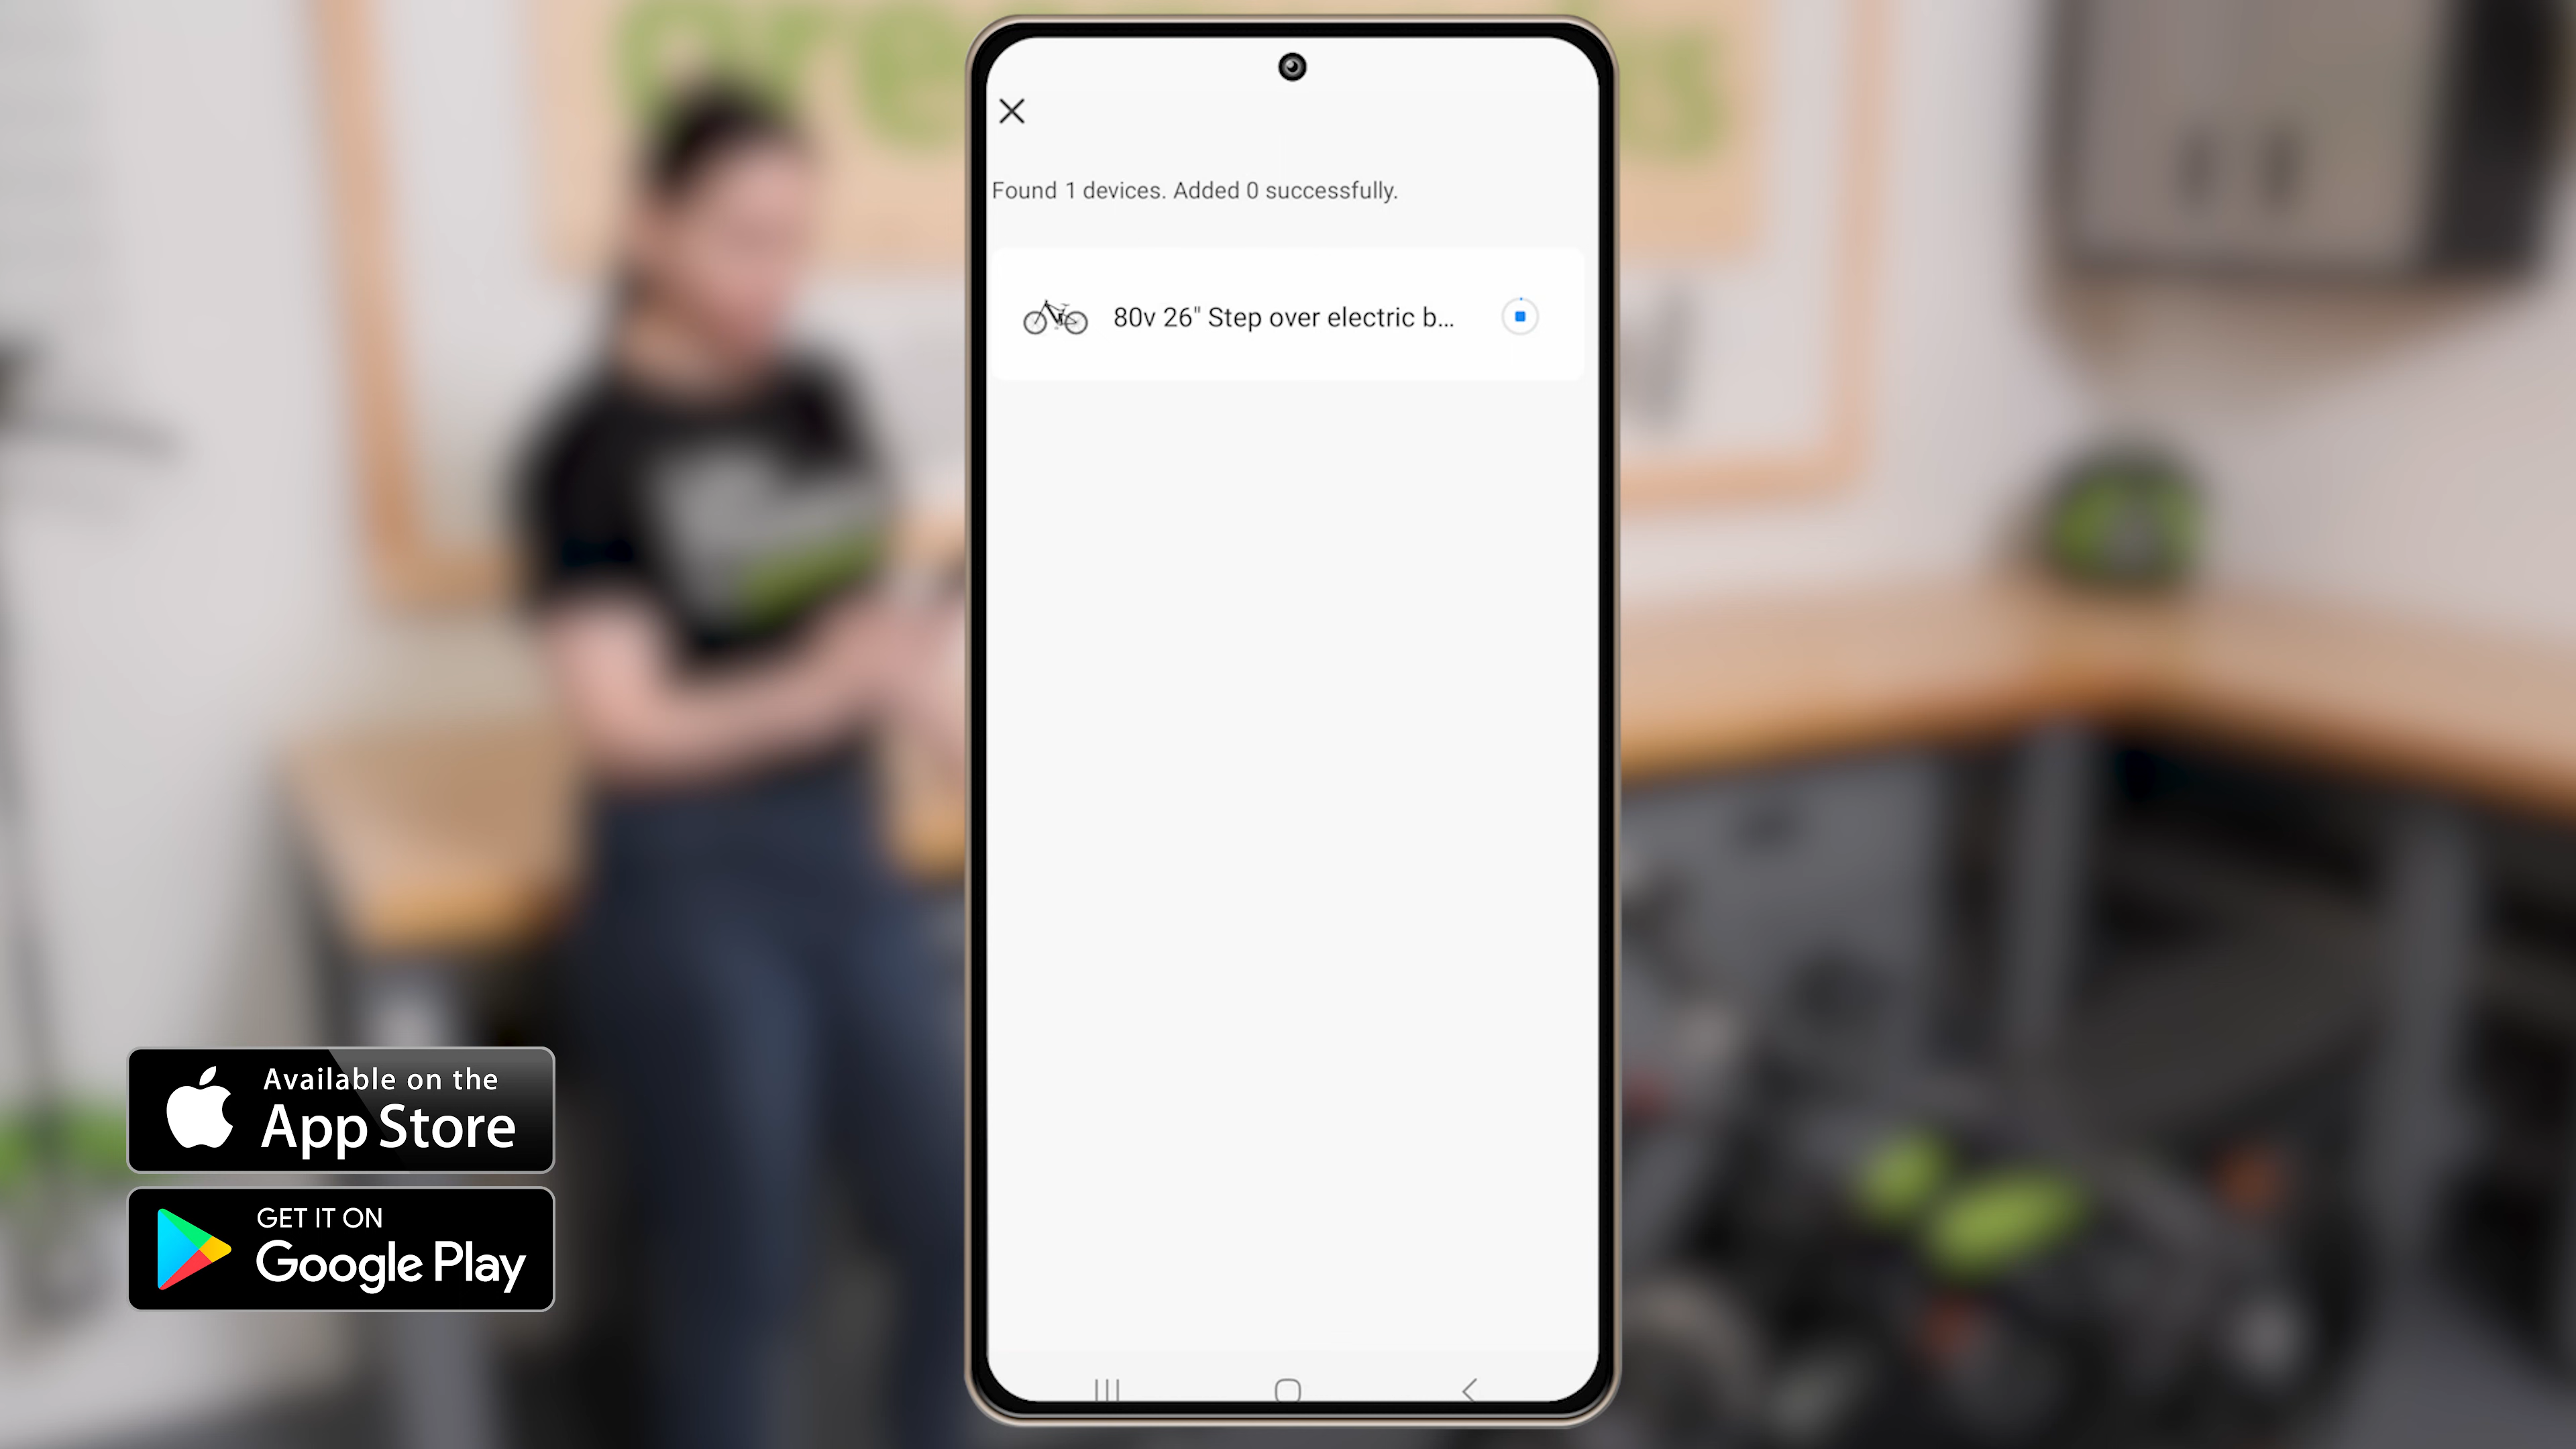 Found 1 devices. Added 0 successfully.
80v 26" Step over electric b...
Available on the
App Store
GET IT ON
Google Play